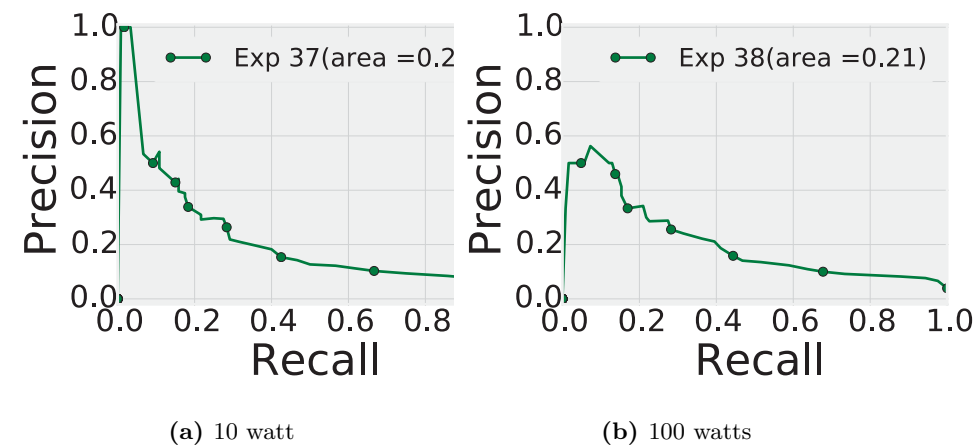 1.0
0.8
0.6
0.4
0.2
0.0
Precision
Exp 37(area =0.2
0.0 0.2 0.4 0.6 0.8
Recall
(a) 10 watt
1.0
0.8
0.6
0.4
0.2
0.0
Precision
Exp 38(area =0.21)
0.0 0.2 0.4 0.6 0.8 1.0
Recall
(b) 100 watts